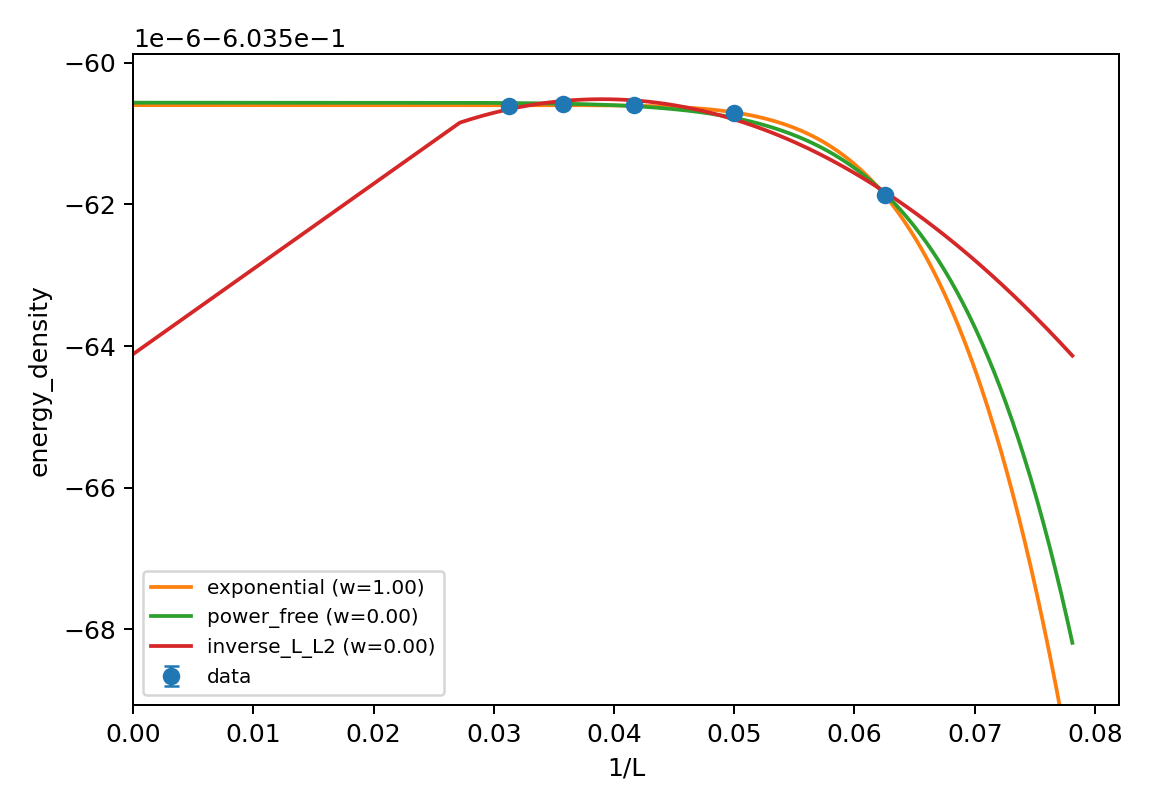 1e−6−6.035e−1
−60
−62
−64
−66
−68
energy_density
exponential (w=1.00)
power_free (w=0.00)
inverse_L_L2 (w=0.00)
data
0.00 0.01 0.02 0.03 0.04 0.05 0.06 0.07 0.08
1/L